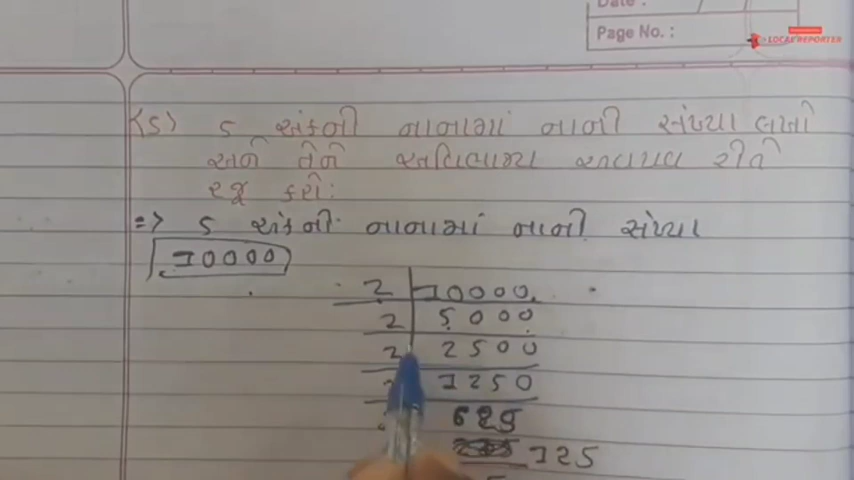 Date :
Page No. :
LOCAL REPORTER
(5) 5 અંકની નાનામાં નાની સંખ્યા લખો
અને તેને અવિભાજ્ય અવયવ રીતે
રજૂ કરો:
=> 5 અંકની નાનામાં નાની સંખ્યા
10000
2 10000
2 5000
2 2500
1250
625
125